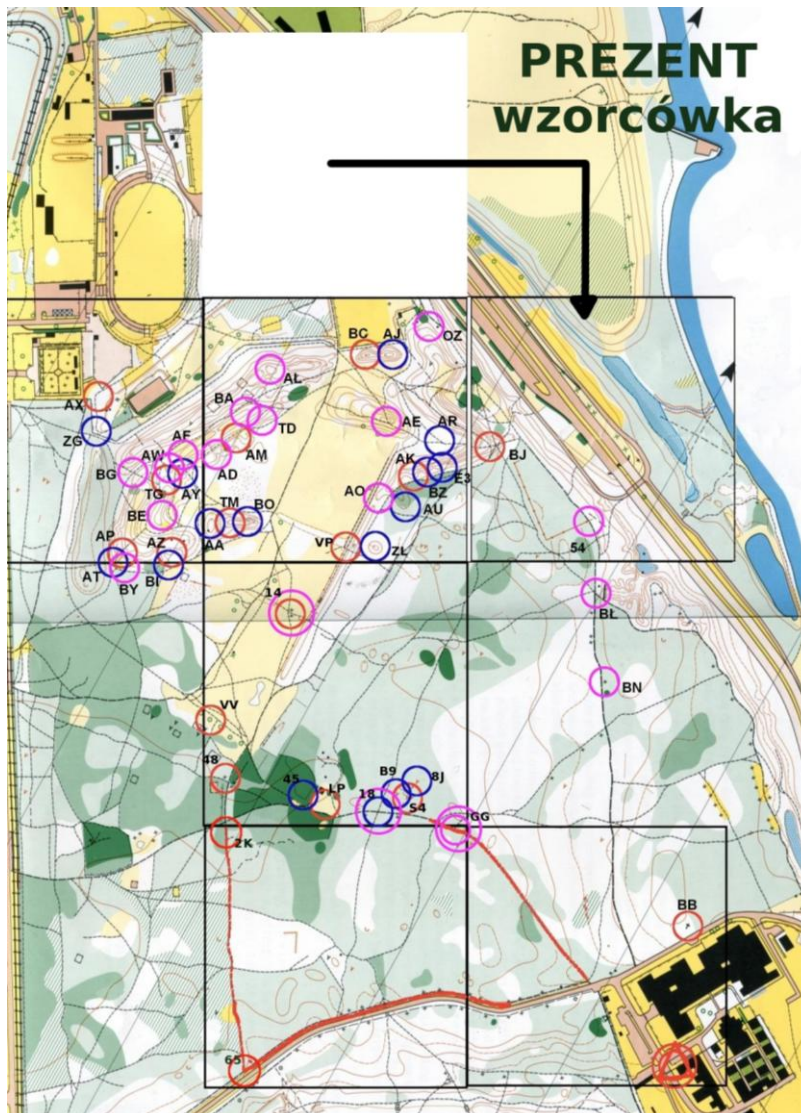 PREZENT
wzorcówka
OZ
BC
AJ
AŁ
AX
BA
TD
AE
AR
ZG
AF
AM
BJ
AW
AD
AK
BG
E3
TG
AY
AO
BZ
BE
TM
BO
AU
54
AP
AZ
AA
VP
ZŁ
AT
BY
BI
14
BŁ
BN
VV
48
45
ŁP
B9
8J
18
S4
GG
2K
BB
65